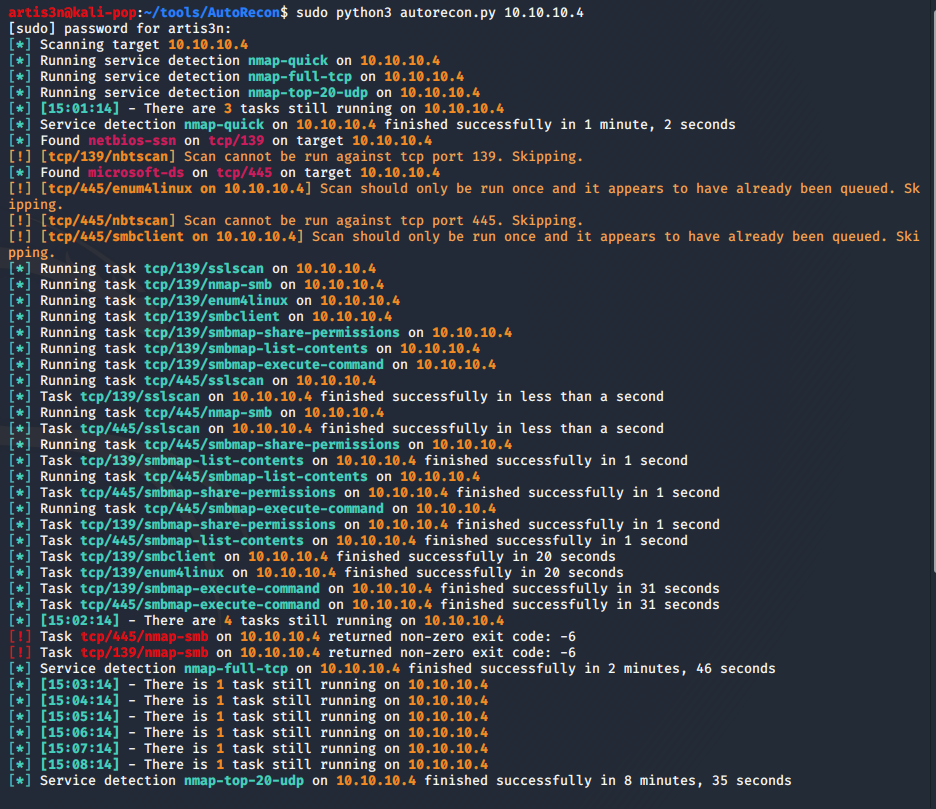 artis3n@kali-pop:~/tools/AutoRecon$ sudo python3 autorecon.py 10.10.10.4
[sudo] password for artis3n:
[*] Scanning target 10.10.10.4
[*] Running service detection nmap-quick on 10.10.10.4
[*] Running service detection nmap-full-tcp on 10.10.10.4
[*] Running service detection nmap-top-20-udp on 10.10.10.4
[*] [15:01:14] - There are 3 tasks still running on 10.10.10.4
[*] Service detection nmap-quick on 10.10.10.4 finished successfully in 1 minute, 2 seconds
[*] Found netbios-ssn on tcp/139 on target 10.10.10.4
[!] [tcp/139/nbtscan] Scan cannot be run against tcp port 139. Skipping.
[*] Found microsoft-ds on tcp/445 on target 10.10.10.4
[!] [tcp/445/enum4linux on 10.10.10.4] Scan should only be run once and it appears to have already been queued. Sk
ipping.
[!] [tcp/445/nbtscan] Scan cannot be run against tcp port 445. Skipping.
[!] [tcp/445/smbclient on 10.10.10.4] Scan should only be run once and it appears to have already been queued. Ski
pping.
[*] Running task tcp/139/sslscan on 10.10.10.4
[*] Running task tcp/139/nmap-smb on 10.10.10.4
[*] Running task tcp/139/enum4linux on 10.10.10.4
[*] Running task tcp/139/smbclient on 10.10.10.4
[*] Running task tcp/139/smbmap-share-permissions on 10.10.10.4
[*] Running task tcp/139/smbmap-list-contents on 10.10.10.4
[*] Running task tcp/139/smbmap-execute-command on 10.10.10.4
[*] Running task tcp/445/sslscan on 10.10.10.4
[*] Task tcp/139/sslscan on 10.10.10.4 finished successfully in less than a second
[*] Running task tcp/445/nmap-smb on 10.10.10.4
[*] Task tcp/445/sslscan on 10.10.10.4 finished successfully in less than a second
[*] Running task tcp/445/smbmap-share-permissions on 10.10.10.4
[*] Task tcp/139/smbmap-list-contents on 10.10.10.4 finished successfully in 1 second
[*] Running task tcp/445/smbmap-list-contents on 10.10.10.4
[*] Task tcp/445/smbmap-share-permissions on 10.10.10.4 finished successfully in 1 second
[*] Running task tcp/445/smbmap-execute-command on 10.10.10.4
[*] Task tcp/139/smbmap-share-permissions on 10.10.10.4 finished successfully in 1 second
[*] Task tcp/445/smbmap-list-contents on 10.10.10.4 finished successfully in 1 second
[*] Task tcp/139/smbclient on 10.10.10.4 finished successfully in 20 seconds
[*] Task tcp/139/enum4linux on 10.10.10.4 finished successfully in 20 seconds
[*] Task tcp/139/smbmap-execute-command on 10.10.10.4 finished successfully in 31 seconds
[*] Task tcp/445/smbmap-execute-command on 10.10.10.4 finished successfully in 31 seconds
[*] [15:02:14] - There are 4 tasks still running on 10.10.10.4
[!] Task tcp/445/nmap-smb on 10.10.10.4 returned non-zero exit code: -6
[!] Task tcp/139/nmap-smb on 10.10.10.4 returned non-zero exit code: -6
[*] Service detection nmap-full-tcp on 10.10.10.4 finished successfully in 2 minutes, 46 seconds
[*] [15:03:14] - There is 1 task still running on 10.10.10.4
[*] [15:04:14] - There is 1 task still running on 10.10.10.4
[*] [15:05:14] - There is 1 task still running on 10.10.10.4
[*] [15:06:14] - There is 1 task still running on 10.10.10.4
[*] [15:07:14] - There is 1 task still running on 10.10.10.4
[*] [15:08:14] - There is 1 task still running on 10.10.10.4
[*] Service detection nmap-top-20-udp on 10.10.10.4 finished successfully in 8 minutes, 35 seconds